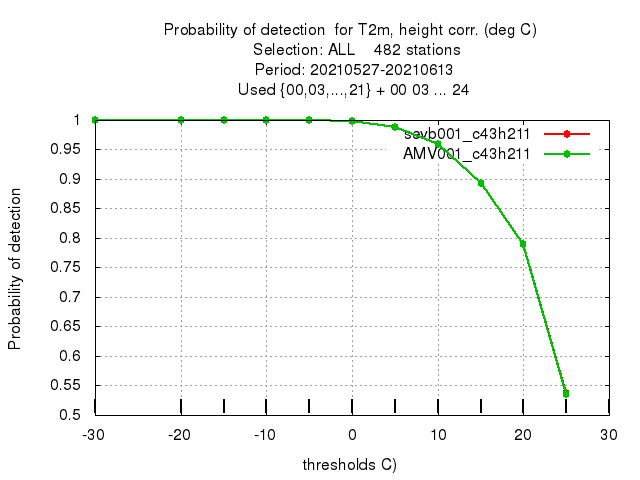 Probability of detection  for T2m, height corr. (deg C)
Selection: ALL    482 stations
Period: 20210527-20210613
Used {00,03,...,21} + 00 03 ... 24
sevb001_c43h211
AMV001_c43h211
1
0.95
0.9
0.85
0.8
0.75
0.7
0.65
0.6
0.55
0.5
Probability of detection
-30 -20 -10 0 10 20 30
thresholds C)